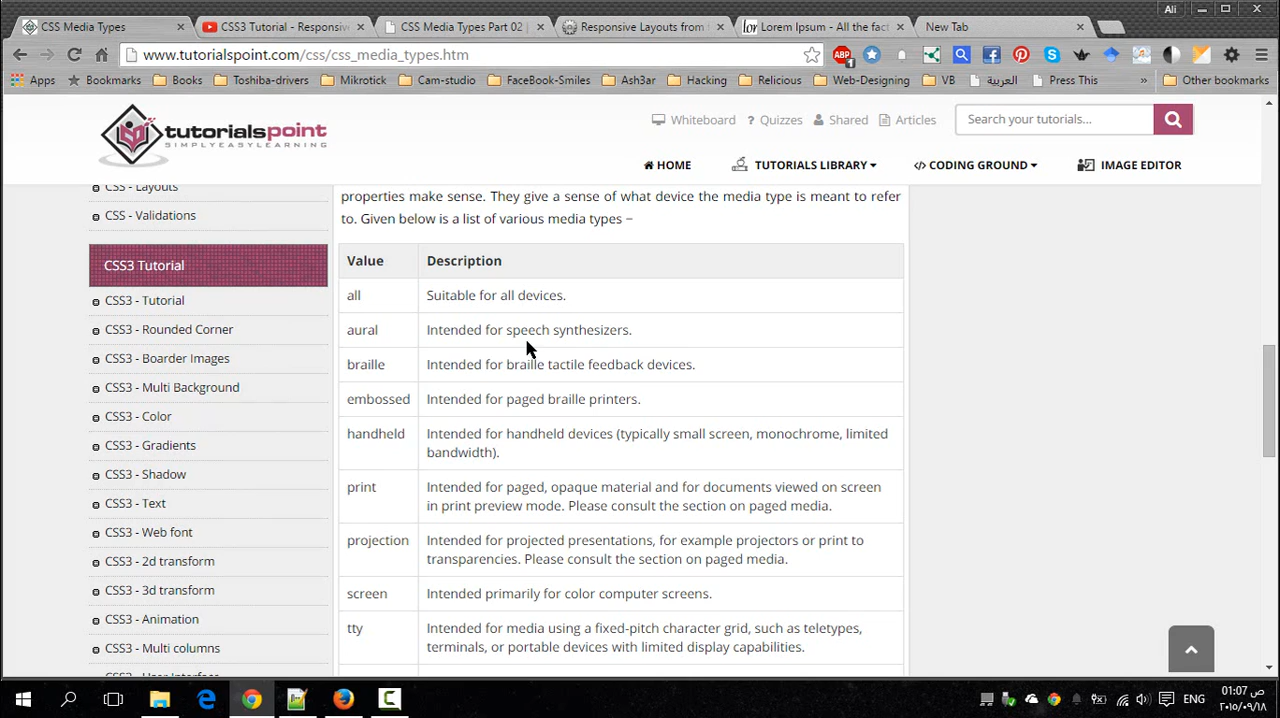 Ali
CSS Media Types
CSS3 Tutorial - Responsive
CSS Media Types Part 02
Responsive Layouts from
Lorem Ipsum - All the fact
New Tab
www.tutorialspoint.com/css/css_media_types.htm
Apps Bookmarks Books Toshiba-drivers Mikrotick Cam-studio FaceBook-Smiles Ash3ar Hacking Relicious Web-Designing VB العربية Press This » Other bookmarks
tutorialspoint
SIMPLYEASYLEARNING
Whiteboard ? Quizzes Shared Articles
Search your tutorials...
HOME TUTORIALS LIBRARY </> CODING GROUND IMAGE EDITOR
CSS - Layouts
CSS - Validations
CSS3 Tutorial
CSS3 - Tutorial
CSS3 - Rounded Corner
CSS3 - Boarder Images
CSS3 - Multi Background
CSS3 - Color
CSS3 - Gradients
CSS3 - Shadow
CSS3 - Text
CSS3 - Web font
CSS3 - 2d transform
CSS3 - 3d transform
CSS3 - Animation
CSS3 - Multi columns
CSS3 - User Interface
properties make sense. They give a sense of what device the media type is meant to refer
to. Given below is a list of various media types −
Value Description
all Suitable for all devices.
aural Intended for speech synthesizers.
braille Intended for braille tactile feedback devices.
embossed Intended for paged braille printers.
handheld Intended for handheld devices (typically small screen, monochrome, limited
bandwidth).
print Intended for paged, opaque material and for documents viewed on screen
in print preview mode. Please consult the section on paged media.
projection Intended for projected presentations, for example projectors or print to
transparencies. Please consult the section on paged media.
screen Intended primarily for color computer screens.
tty Intended for media using a fixed-pitch character grid, such as teletypes,
terminals, or portable devices with limited display capabilities.
ENG
01:07 ص
٢٠١٥/٠٩/١٨